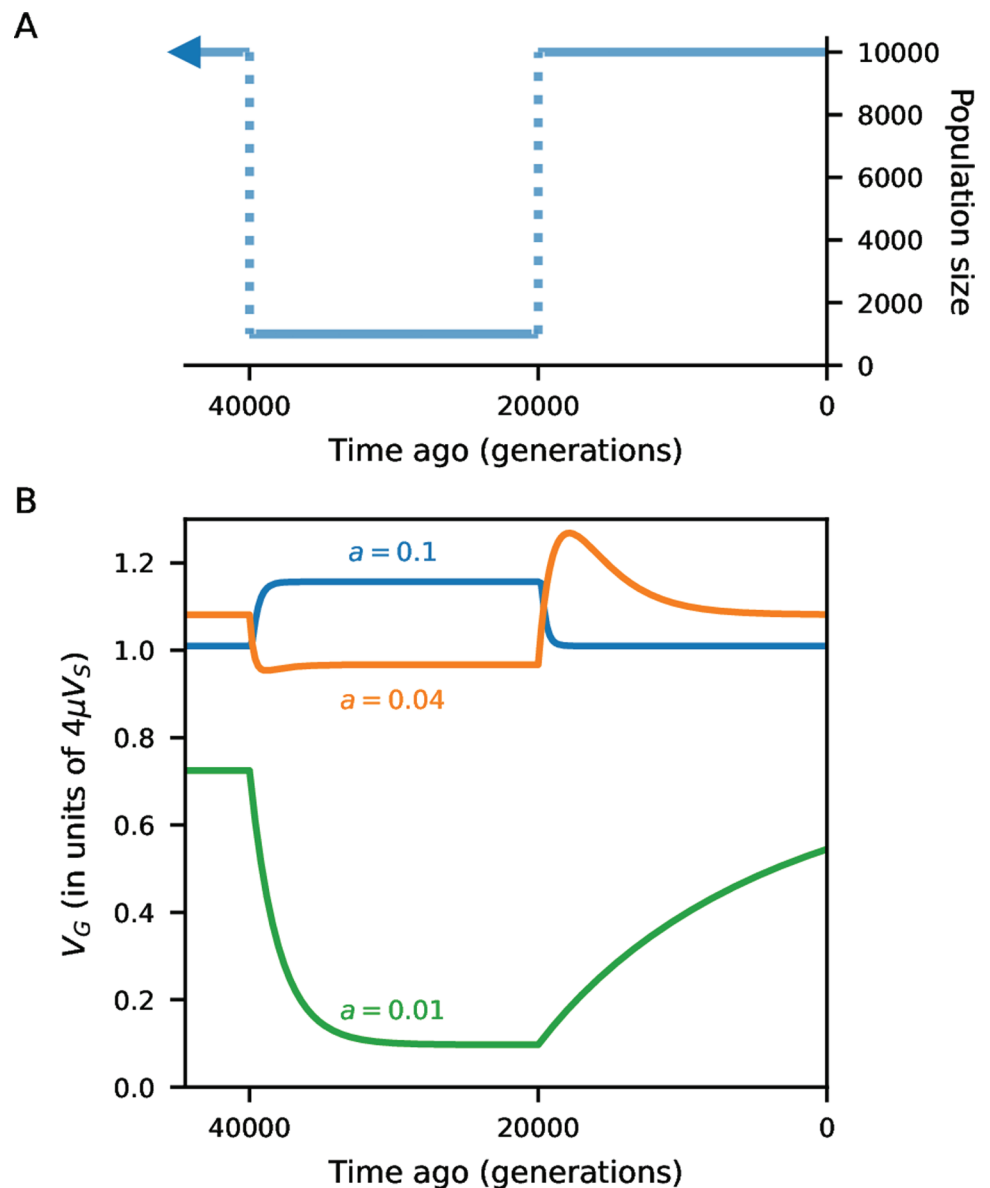 A
10000
8000
6000
4000
2000
0
Population size
40000
20000
0
Time ago (generations)
B
1.2
1.0
0.8
0.6
0.4
0.2
0.0
V_G (in units of 4μV_S)
a = 0.1
a = 0.04
a = 0.01
40000
20000
0
Time ago (generations)